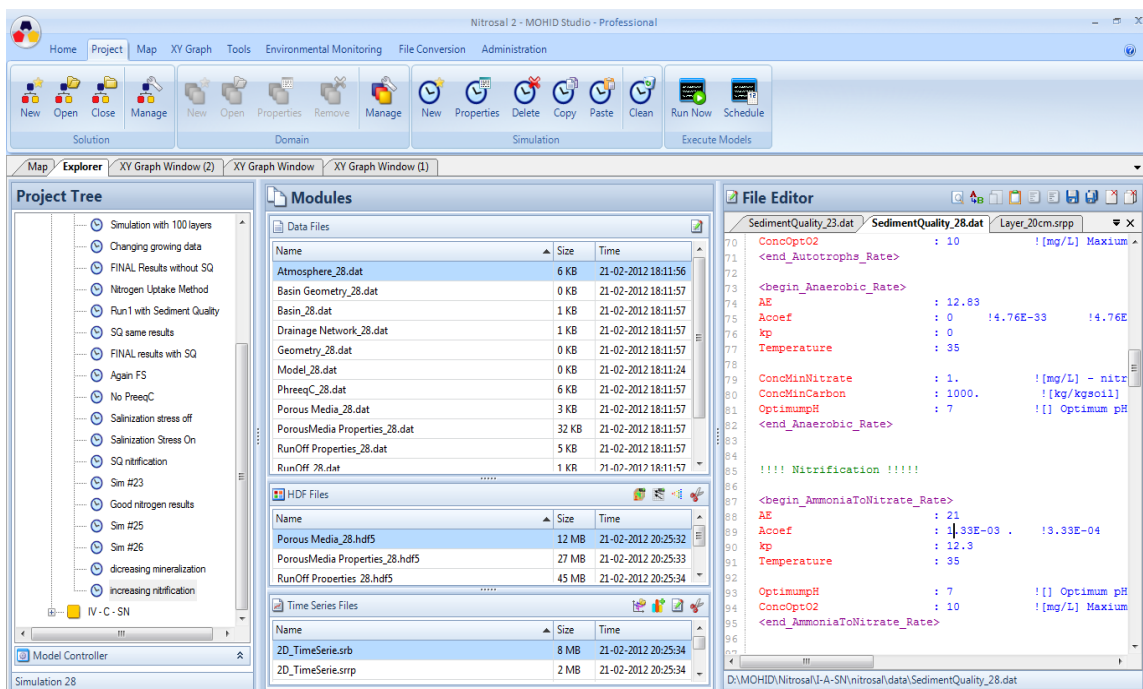 Nitrosal 2 - MOHID Studio - Professional
Home Project Map XY Graph Tools Environmental Monitoring File Conversion Administration
New Open Close Manage New Open Properties Remove Manage New Properties Delete Copy Paste Clean Run Now Schedule
Solution Domain Simulation Execute Models
Map Explorer XY Graph Window (2) XY Graph Window XY Graph Window (1)
Project Tree
Simulation with 100 layers
Changing growing data
FINAL Results without SQ
Nitrogen Uptake Method
Run1 with Sediment Quality
SQ same results
FINAL results with SQ
Again FS
No PreeqC
Salinization stress off
Salinization Stress On
SQ nitrification
Sim #23
Good nitrogen results
Sim #25
Sim #26
dicreasing mineralization
increasing nitrification
IV - C - SN
Model Controller
Simulation 28
Modules
Data Files
Name Size Time
Atmosphere_28.dat 6 KB 21-02-2012 18:11:56
Basin Geometry_28.dat 0 KB 21-02-2012 18:11:57
Basin_28.dat 1 KB 21-02-2012 18:11:57
Drainage Network_28.dat 1 KB 21-02-2012 18:11:57
Geometry_28.dat 0 KB 21-02-2012 18:11:57
Model_28.dat 0 KB 21-02-2012 18:11:24
PhreeqC_28.dat 6 KB 21-02-2012 18:11:57
Porous Media_28.dat 3 KB 21-02-2012 18:11:57
PorousMedia Properties_28.dat 32 KB 21-02-2012 18:11:57
RunOff Properties_28.dat 5 KB 21-02-2012 18:11:57
RunOff_28.dat 1 KB 21-02-2012 18:11:57
HDF Files
Name Size Time
Porous Media_28.hdf5 12 MB 21-02-2012 20:25:32
PorousMedia Properties_28.hdf5 27 MB 21-02-2012 20:25:33
RunOff Properties_28.hdf5 45 MB 21-02-2012 20:25:34
Time Series Files
Name Size Time
2D_TimeSerie.srb 8 MB 21-02-2012 20:25:34
2D_TimeSerie.srrp 2 MB 21-02-2012 20:25:34
File Editor
SedimentQuality_23.dat SedimentQuality_28.dat Layer_20cm.srpp
70 ConcOptO2 : 10 ![mg/L] Maxium
71 <end_Autotrophs_Rate>
72
73 <begin_Anaerobic_Rate>
74 AE : 12.83
75 Acoef : 0 !4.76E-33 !4.76E
76 kp : 0
77 Temperature : 35
78
79 ConcMinNitrate : 1. ![mg/L] - nitr
80 ConcMinCarbon : 1000. ![kg/kgsoil]
81 OptimumpH : 7 ![] Optimum pH
82 <end_Anaerobic_Rate>
83
84
85 !!!! Nitrification !!!!!
86
87 <begin_AmmoniaToNitrate_Rate>
88 AE : 21
89 Acoef : 1.33E-03 . !3.33E-04
90 kp : 12.3
91 Temperature : 35
92
93 OptimumpH : 7 ![] Optimum pH
94 ConcOptO2 : 10 ![mg/L] Maxium
95 <end_AmmoniaToNitrate_Rate>
96
D:\MOHID\Nitrosal\I-A-SN\nitrosal\data\SedimentQuality_28.dat